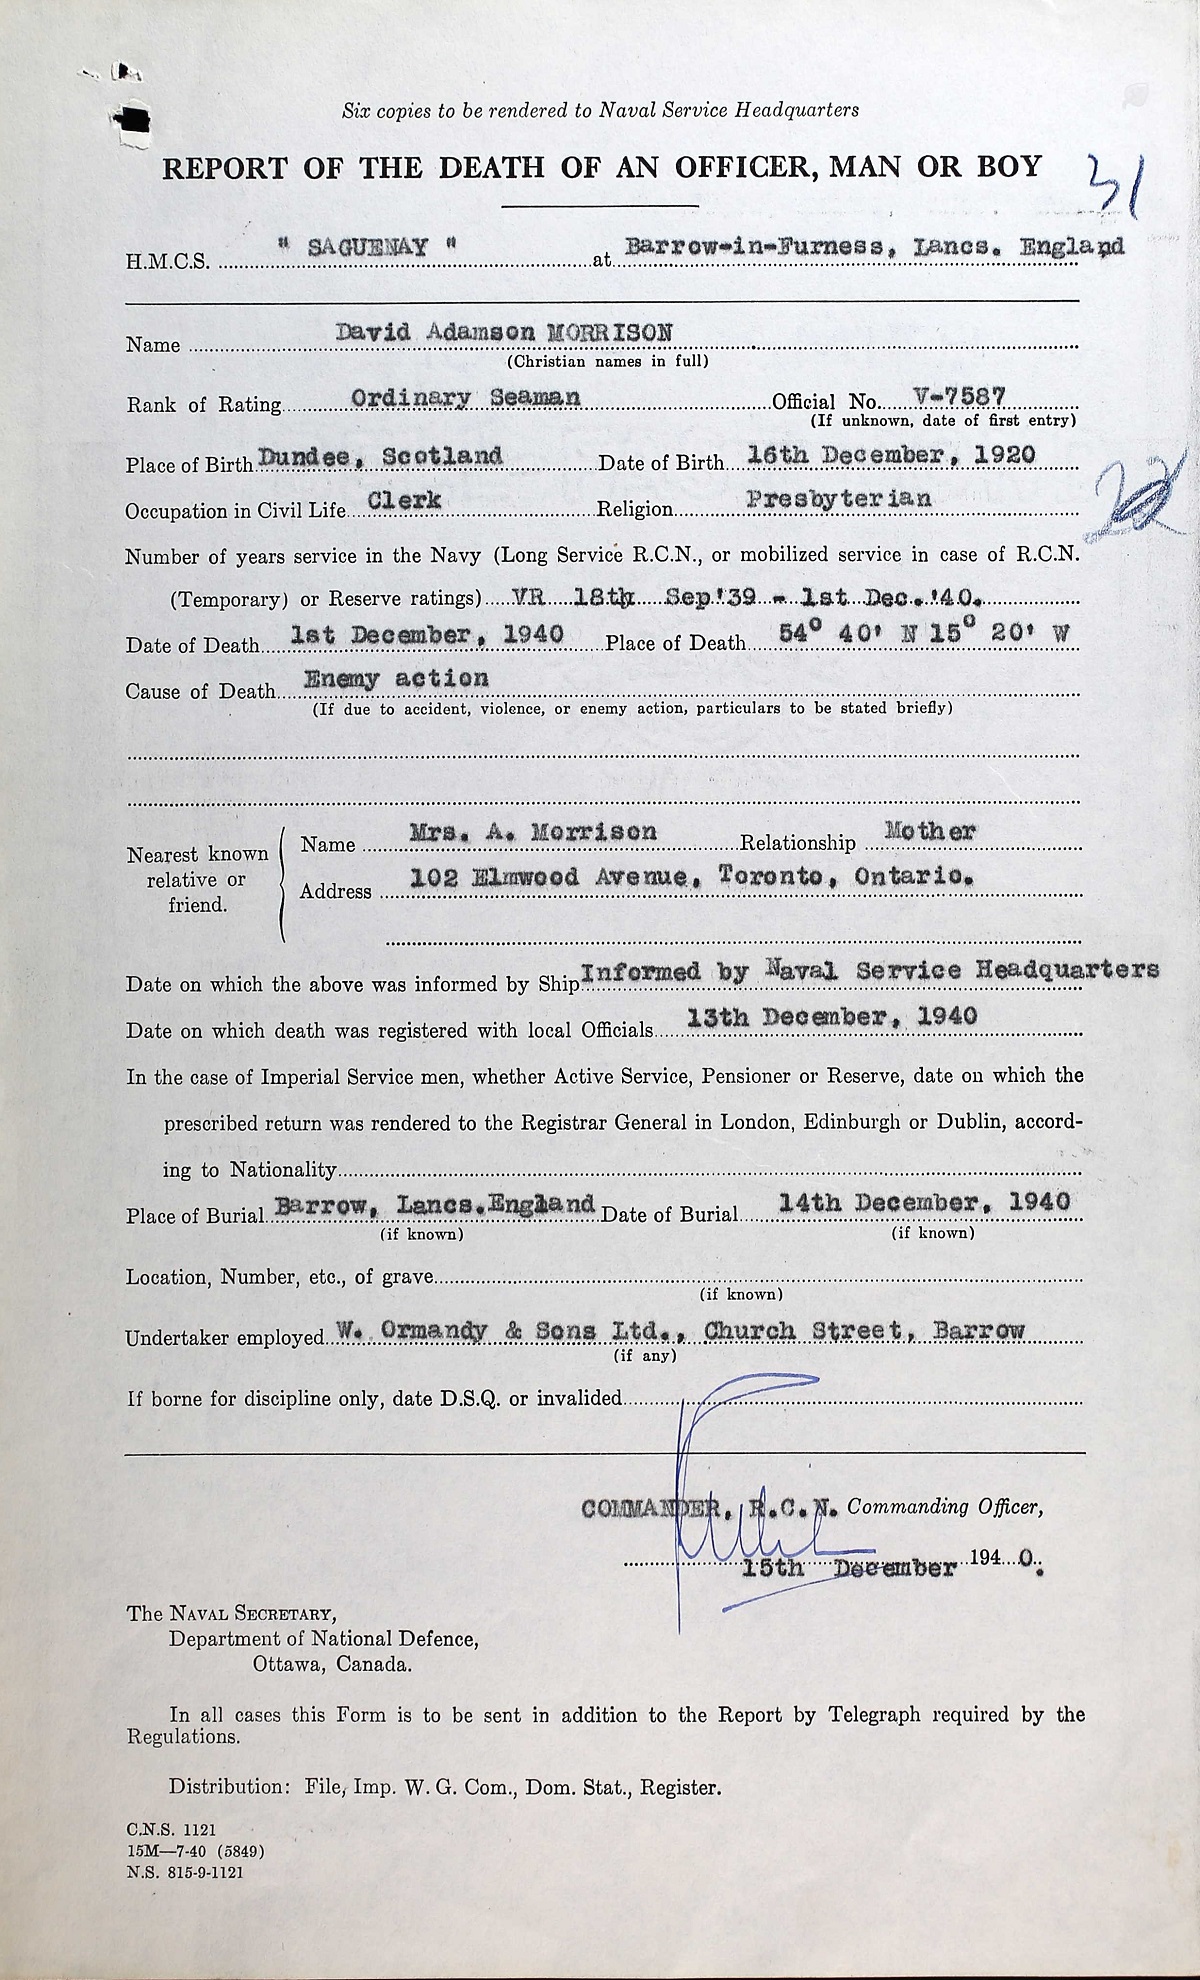 Six copies to be rendered to Naval Service Headquarters
REPORT OF THE DEATH OF AN OFFICER, MAN OR BOY
31
H.M.C.S. " SAGUENAY " at Barrow-in-Furness, Lancs. England
Name David Adamson MORRISON
(Christian names in full)
Rank of Rating Ordinary Seaman Official No. V-7587
(If unknown, date of first entry)
Place of Birth Dundee, Scotland Date of Birth 16th December, 1920
Occupation in Civil Life Clerk Religion Presbyterian
Number of years service in the Navy (Long Service R.C.N., or mobilized service in case of R.C.N.
(Temporary) or Reserve ratings) VR 18th Sep.'39 - 1st Dec. '40.
Date of Death 1st December, 1940 Place of Death 54° 40' N 15° 20' W
Cause of Death Enemy action
(If due to accident, violence, or enemy action, particulars to be stated briefly)
Nearest known relative or friend.
Name Mrs. A. Morrison Relationship Mother
Address 102 Elmwood Avenue, Toronto, Ontario.
Date on which the above was informed by Ship Informed by Naval Service Headquarters
Date on which death was registered with local Officials 13th December, 1940
In the case of Imperial Service men, whether Active Service, Pensioner or Reserve, date on which the
prescribed return was rendered to the Registrar General in London, Edinburgh or Dublin, accord-
ing to Nationality
Place of Burial Barrow, Lancs. England Date of Burial 14th December, 1940
(if known) (if known)
Location, Number, etc., of grave
(if known)
Undertaker employed W. Ormandy & Sons Ltd., Church Street, Barrow
(if any)
If borne for discipline only, date D.S.Q. or invalided
COMMANDER, R.C.N. Commanding Officer,
15th December 1940.
The NAVAL SECRETARY,
Department of National Defence,
Ottawa, Canada.
In all cases this Form is to be sent in addition to the Report by Telegraph required by the
Regulations.
Distribution: File, Imp. W. G. Com., Dom. Stat., Register.
C.N.S. 1121
15M—7-40 (5849)
N.S. 815-9-1121